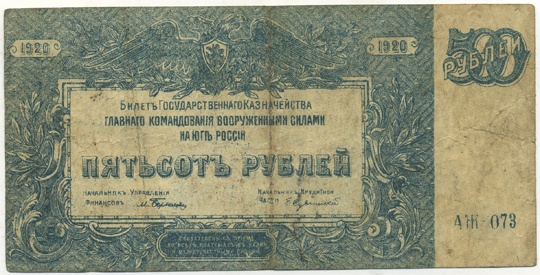 1920 1920
500
РУБЛЕЙ
БИЛЕТЪ ГОСУДАРСТВЕННАГО КАЗНАЧЕЙСТВА
ГЛАВНАГО КОМАНДОВАНІЯ ВООРУЖЕННЫМИ СИЛАМИ
НА ЮГѢ РОССІИ
ПЯТЬСОТЪ РУБЛЕЙ
НАЧАЛЬНИКЪ УПРАВЛЕНІЯ
ФИНАНСОВЪ
НАЧАЛЬНИКЪ КРЕДИТНОЙ
ЧАСТИ
АЖ-073